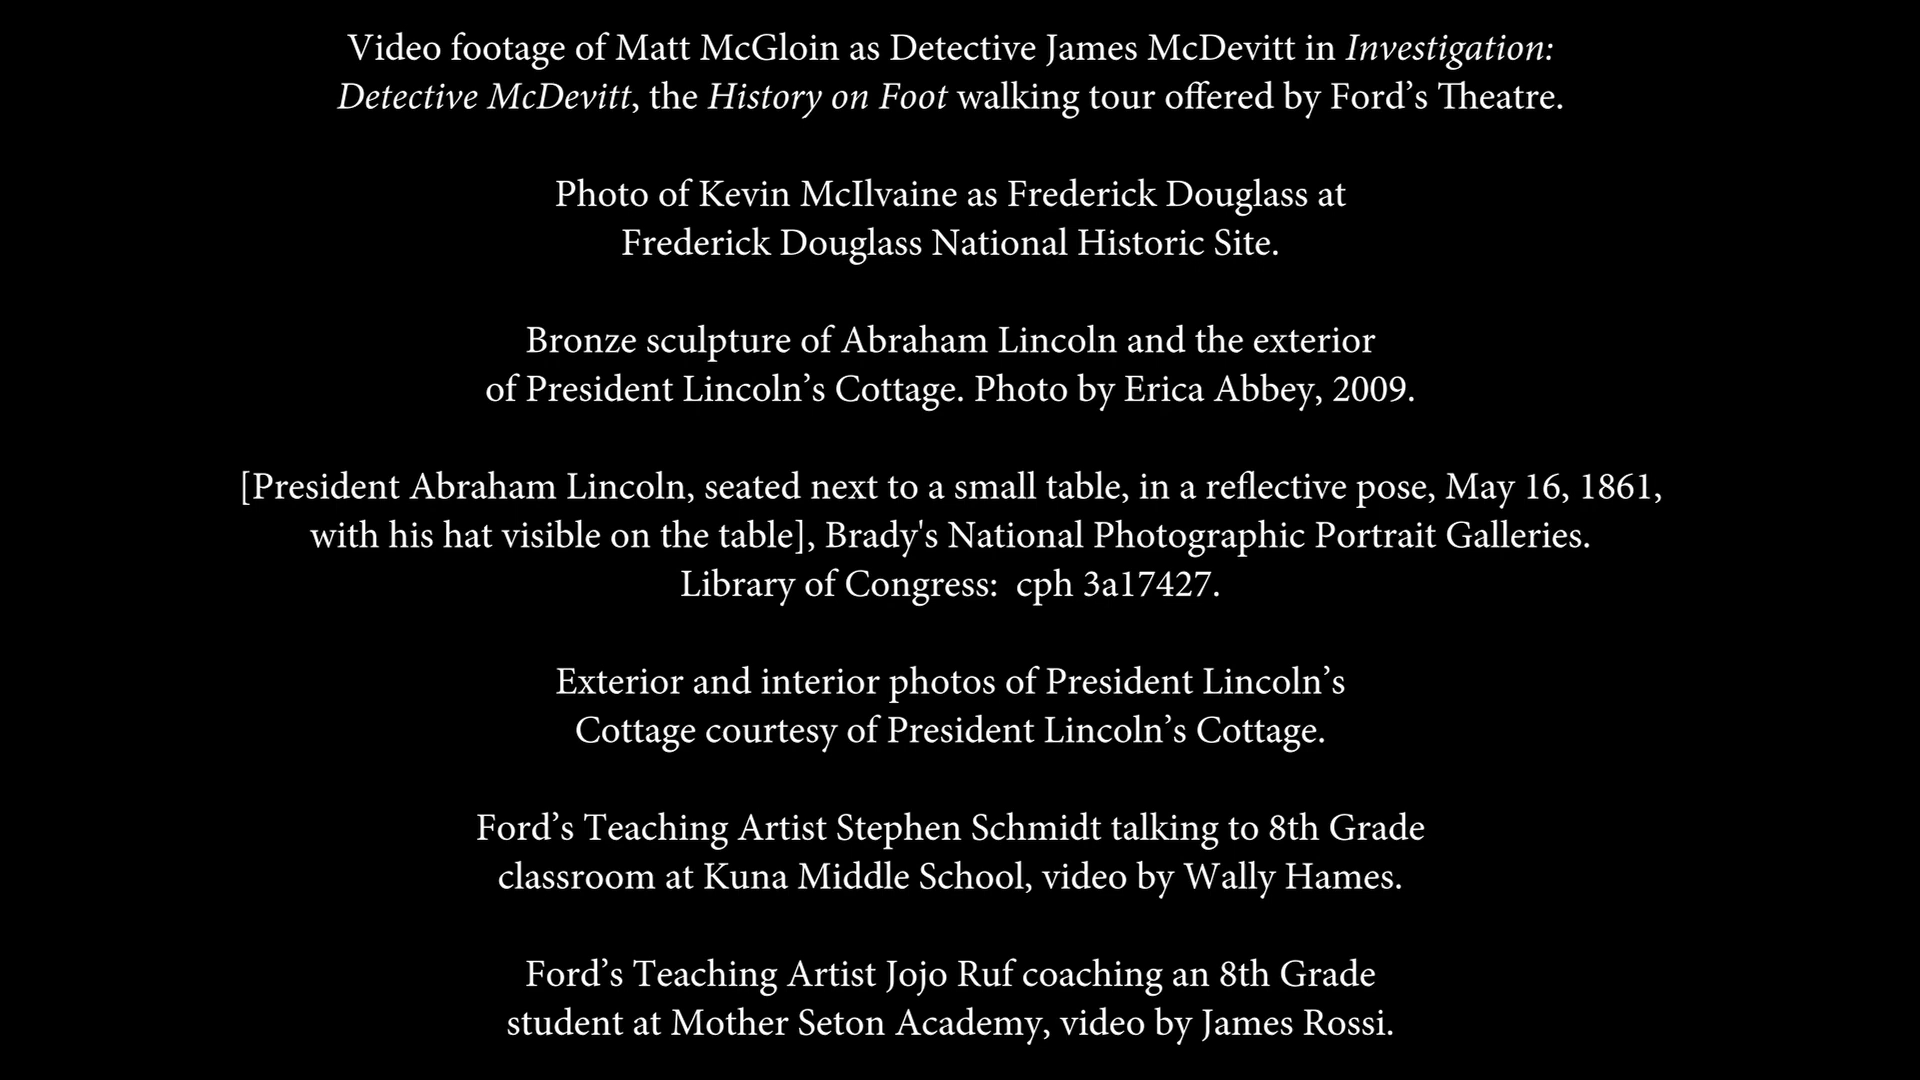 Video footage of Matt McGloin as Detective James McDevitt in Investigation:
Detective McDevitt, the History on Foot walking tour offered by Ford’s Theatre.
Photo of Kevin McIlvaine as Frederick Douglass at
Frederick Douglass National Historic Site.
Bronze sculpture of Abraham Lincoln and the exterior
of President Lincoln’s Cottage. Photo by Erica Abbey, 2009.
[President Abraham Lincoln, seated next to a small table, in a reflective pose, May 16, 1861,
with his hat visible on the table], Brady's National Photographic Portrait Galleries.
Library of Congress:  cph 3a17427.
Exterior and interior photos of President Lincoln’s
Cottage courtesy of President Lincoln’s Cottage.
Ford’s Teaching Artist Stephen Schmidt talking to 8th Grade
classroom at Kuna Middle School, video by Wally Hames.
Ford’s Teaching Artist Jojo Ruf coaching an 8th Grade
student at Mother Seton Academy, video by James Rossi.